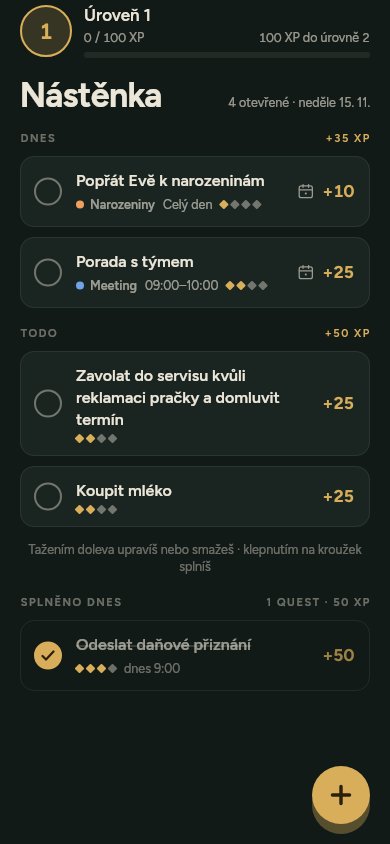 1
Úroveň 1
0 / 100 XP
100 XP do úrovně 2
Nástěnka
4 otevřené · neděle 15. 11.
DNES
+35 XP
Popřát Evě k narozeninám
Narozeniny Celý den
+10
Porada s týmem
Meeting 09:00–10:00
+25
TODO
+50 XP
Zavolat do servisu kvůli
reklamaci pračky a domluvit
termín
+25
Koupit mléko
+25
Tažením doleva upravíš nebo smažeš · klepnutím na kroužek
splníš
SPLNĚNO DNES
1 QUEST · 50 XP
Odeslat daňové přiznání
dnes 9:00
+50